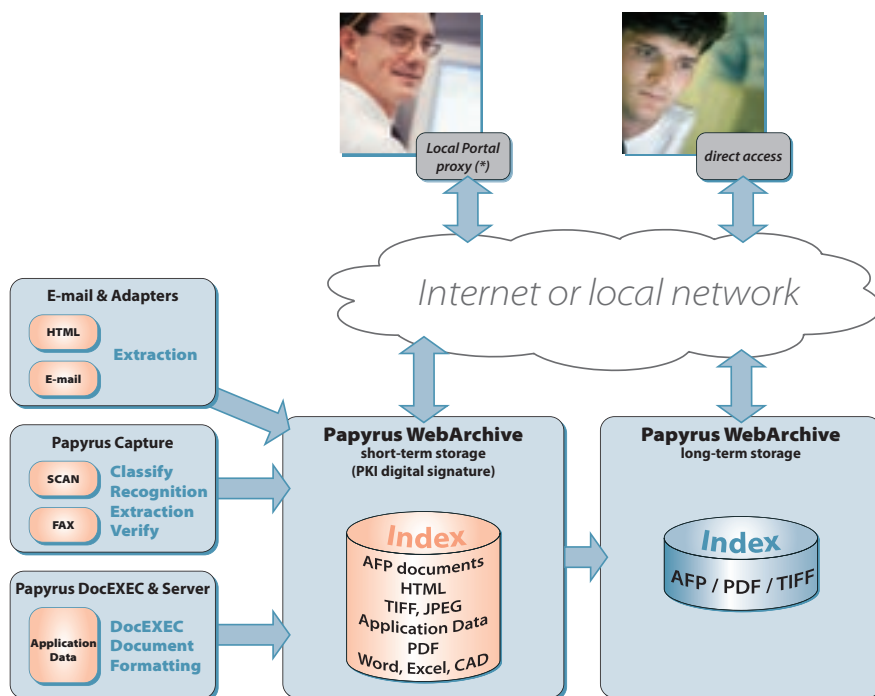 Local Portal
proxy (*)
direct access
Internet or local network
E-mail & Adapters
HTML
E-mail
Extraction
Papyrus Capture
SCAN
FAX
Classify
Recognition
Extraction
Verify
Papyrus DocEXEC & Server
Application
Data
DocEXEC
Document
Formatting
Papyrus WebArchive
short-term storage
(PKI digital signature)
Index
AFP documents
HTML
TIFF, JPEG
Application Data
PDF
Word, Excel, CAD
Papyrus WebArchive
long-term storage
Index
AFP / PDF / TIFF